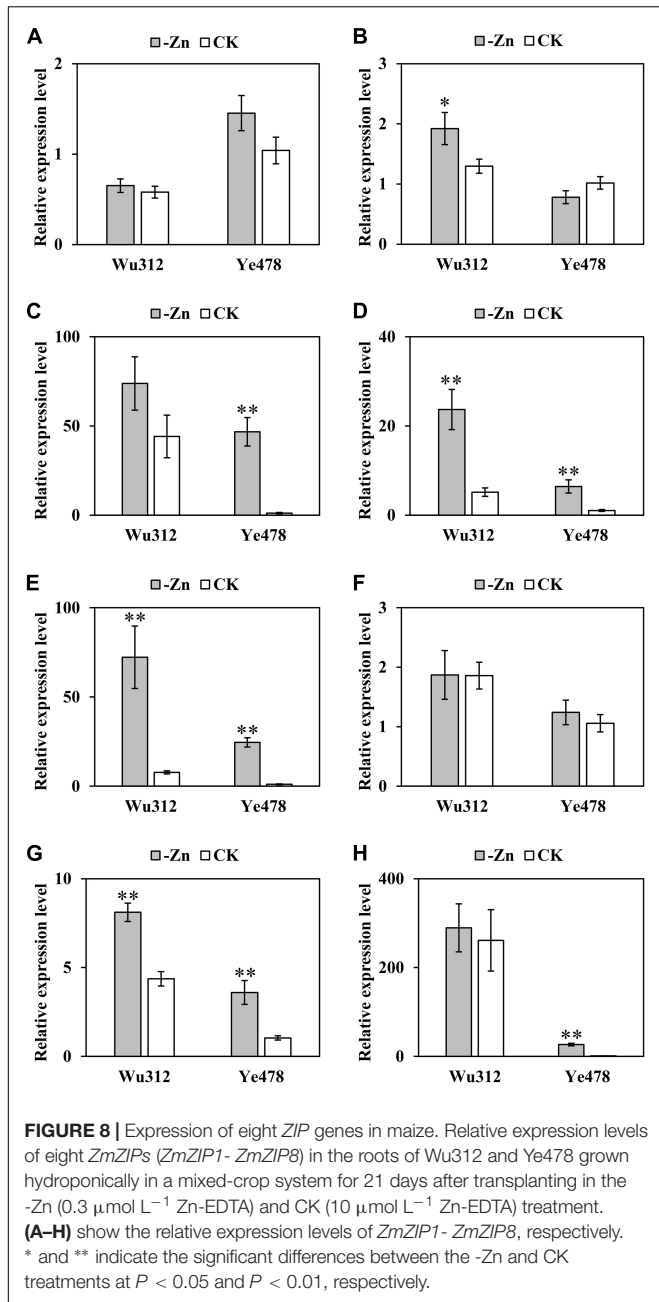 A
-Zn CK
Relative expression level
2
1
0
Wu312 Ye478
B
-Zn CK
Relative expression level
3
2
1
0
*
Wu312 Ye478
C
-Zn CK
Relative expression level
100
50
0
**
Wu312 Ye478
D
-Zn CK
Relative expression level
40
20
0
**
**
Wu312 Ye478
E
-Zn CK
Relative expression level
100
50
0
**
**
Wu312 Ye478
F
-Zn CK
Relative expression level
3
2
1
0
Wu312 Ye478
G
-Zn CK
Relative expression level
10
5
0
**
**
Wu312 Ye478
H
-Zn CK
Relative expression level
400
200
0
**
Wu312 Ye478
FIGURE 8 | Expression of eight ZIP genes in maize. Relative expression levels
of eight ZmZIPs (ZmZIP1- ZmZIP8) in the roots of Wu312 and Ye478 grown
hydroponically in a mixed-crop system for 21 days after transplanting in the
-Zn (0.3 μmol L⁻¹ Zn-EDTA) and CK (10 μmol L⁻¹ Zn-EDTA) treatment.
(A–H) show the relative expression levels of ZmZIP1- ZmZIP8, respectively.
* and ** indicate the significant differences between the -Zn and CK
treatments at P < 0.05 and P < 0.01, respectively.